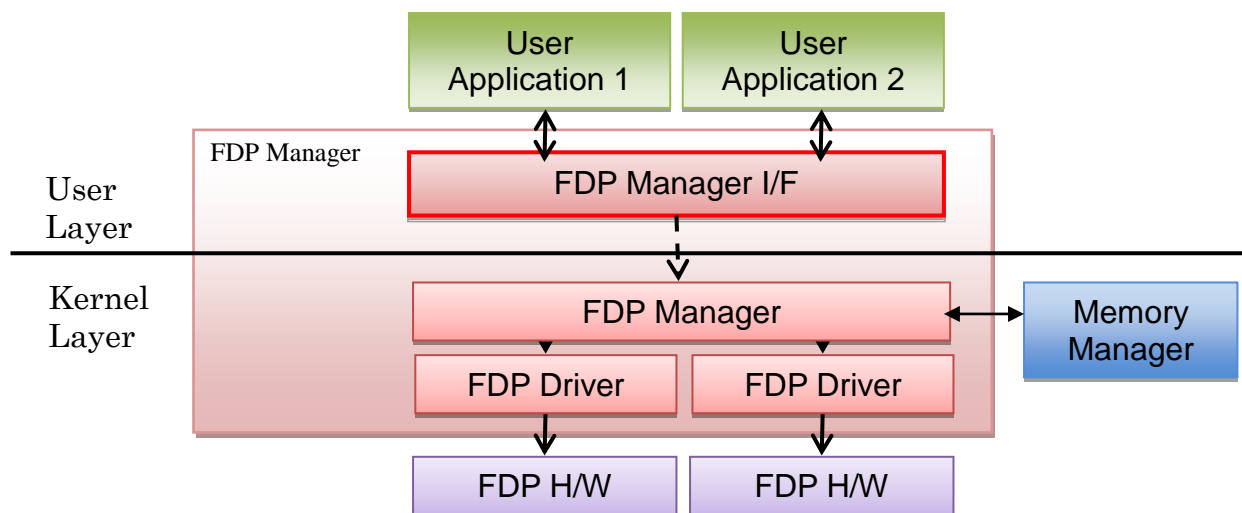 User
Application 1
User
Application 2
FDP Manager
FDP Manager I/F
User
Layer
Kernel
Layer
FDP Manager
Memory
Manager
FDP Driver
FDP Driver
FDP H/W
FDP H/W